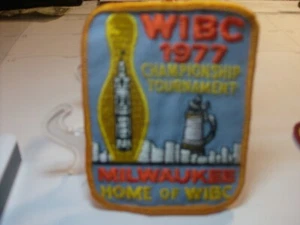 WIBC
1977
CHAMPIONSHIP
TOURNAMENT
MILWAUKEE
HOME OF WIBC